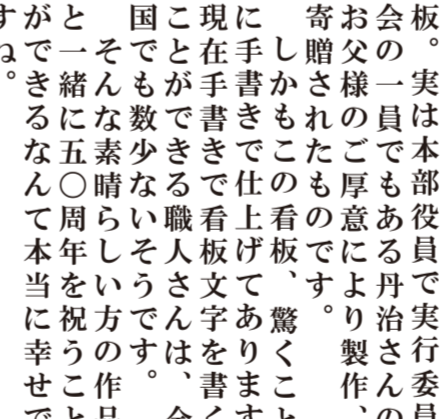 板。実は本部役員で実行委員
会の一員でもある丹治さんの
お父様のご厚意により製作、
寄贈されたものです。
しかもこの看板、驚くこと
に手書きで仕上げてあります
現在手書きで看板文字を書く
ことができる職人さんは、全
国でも数少ないそうです。
そんな素晴らしい方の作品
と一緒に五〇周年を祝うこと
ができるなんて本当に幸せで
すね。